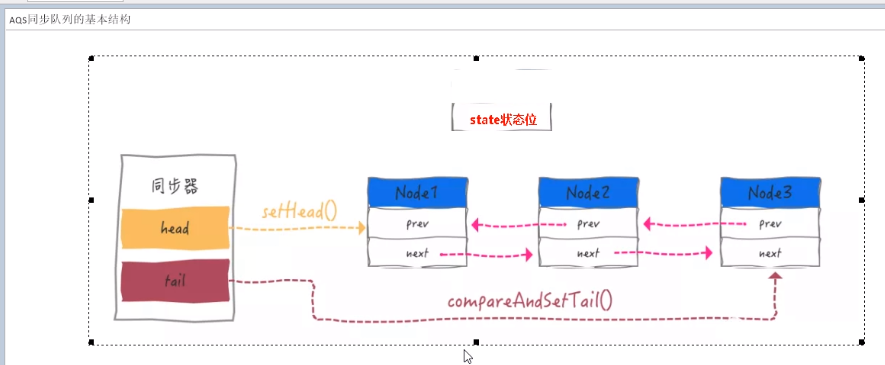 AQS同步队列的基本结构
state状态位
同步器
head
tail
setHead()
Node1
prev
next
Node2
prev
next
Node3
prev
next
compareAndSetTail()